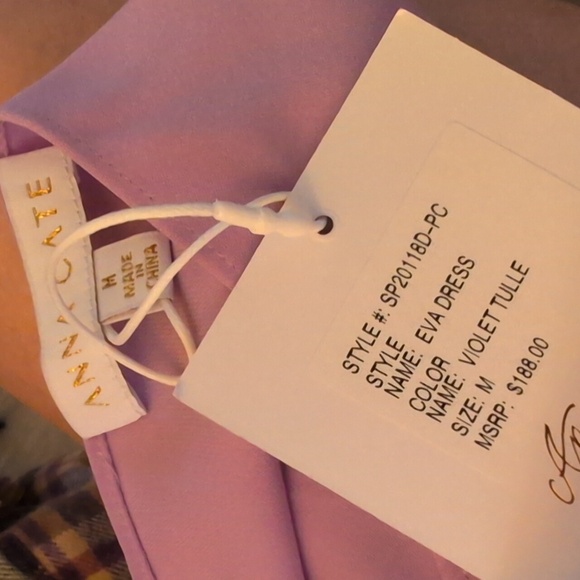 ANNA CATE
M
MADE
IN
CHINA
STYLE #: SP20118D-PC
STYLE
NAME: EVA DRESS
COLOR
NAME: VIOLET TULLE
SIZE: M
MSRP: $188.00